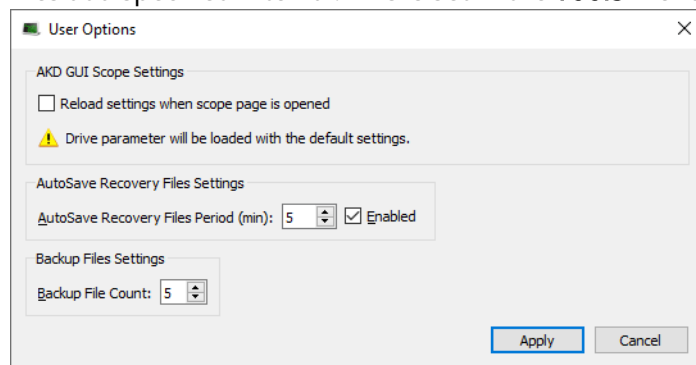 User Options
AKD GUI Scope Settings
Reload settings when scope page is opened
Drive parameter will be loaded with the default settings.
AutoSave Recovery Files Settings
AutoSave Recovery Files Period (min): 5 Enabled
Backup Files Settings
Backup File Count: 5
Apply Cancel